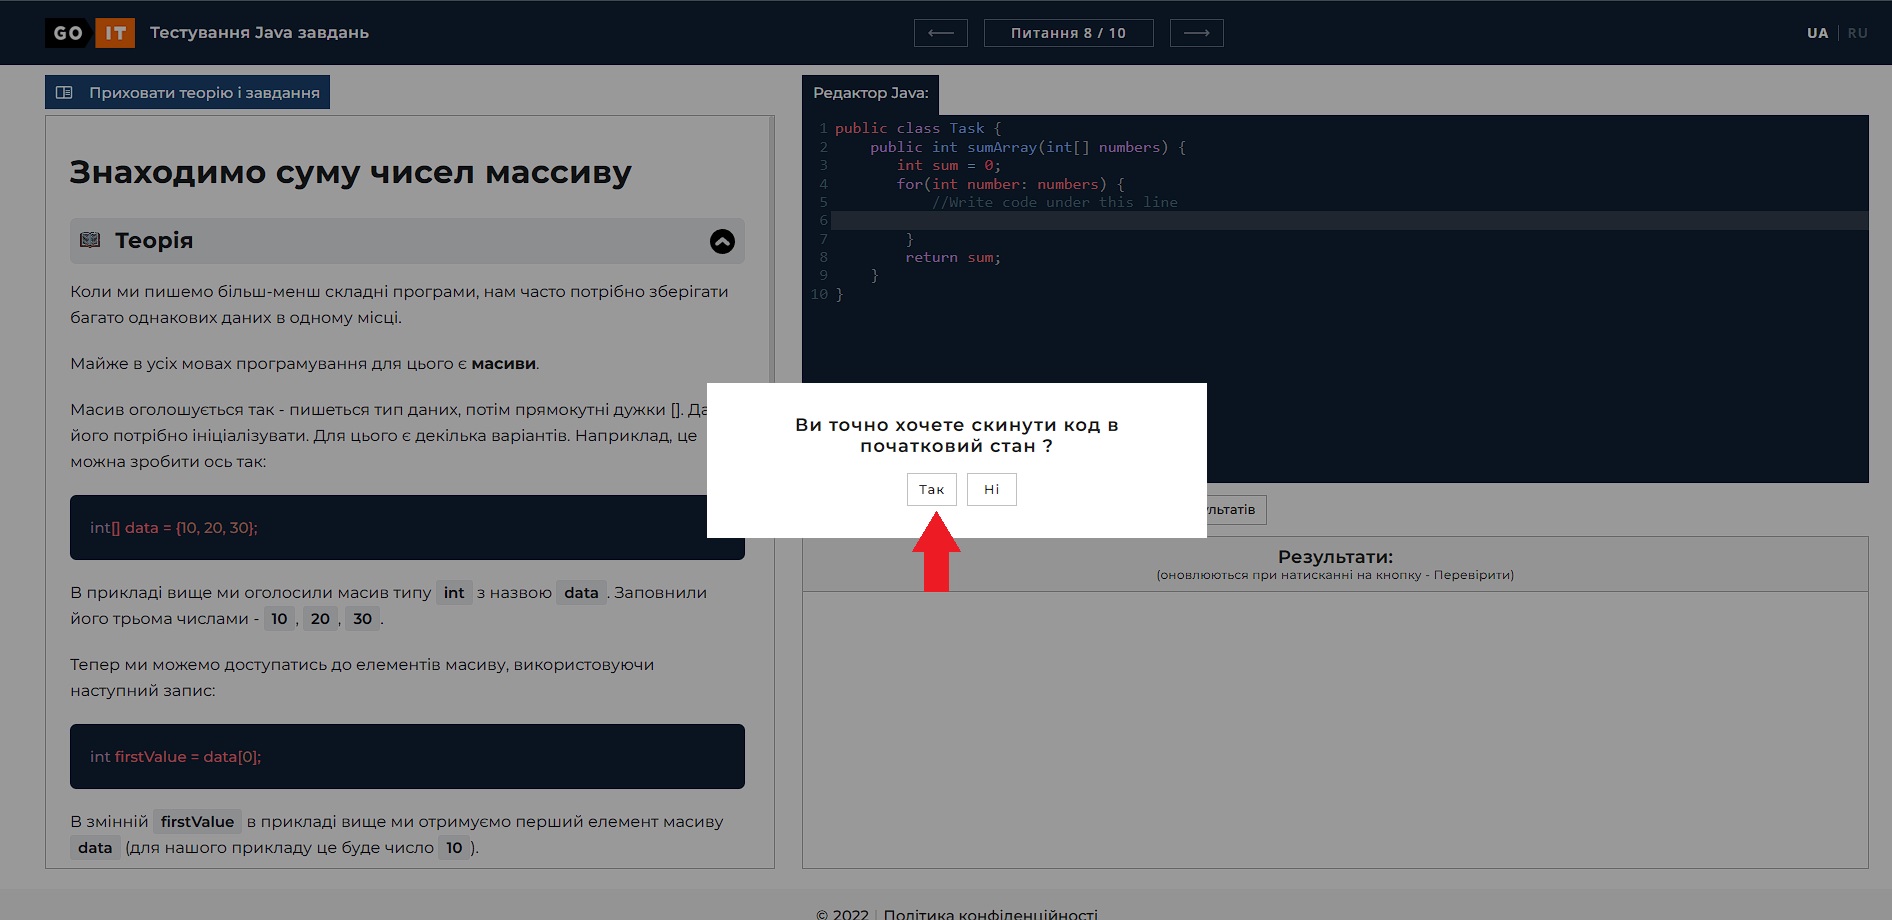 GO IT Тестування Java завдань
Питання 8 / 10
UA | RU
Приховати теорію і завдання
Знаходимо суму чисел массиву
Теорія
Коли ми пишемо більш-менш складні програми, нам часто потрібно зберігати
багато однакових даних в одному місці.
Майже в усіх мовах програмування для цього є масиви.
Масив оголошується так - пишеться тип даних, потім прямокутні дужки []. Да
його потрібно ініціалізувати. Для цього є декілька варіантів. Наприклад, це
можна зробити ось так:
int[] data = {10, 20, 30};
В прикладі вище ми оголосили масив типу int з назвою data . Заповнили
його трьома числами - 10 , 20 , 30 .
Тепер ми можемо доступатись до елементів масиву, використовуючи
наступний запис:
int firstValue = data[0];
В змінній firstValue в прикладі вище ми отримуємо перший елемент масиву
data (для нашого прикладу це буде число 10 ).
Редактор Java:
1 public class Task {
2 public int sumArray(int[] numbers) {
3 int sum = 0;
4 for(int number: numbers) {
5 //Write code under this line
6
7 }
8 return sum;
9 }
10 }
Ви точно хочете скинути код в
початковий стан ?
Так Ні
ультатів
Результати:
(оновлюються при натисканні на кнопку - Перевірити)
© 2022 | Політика конфіденційності